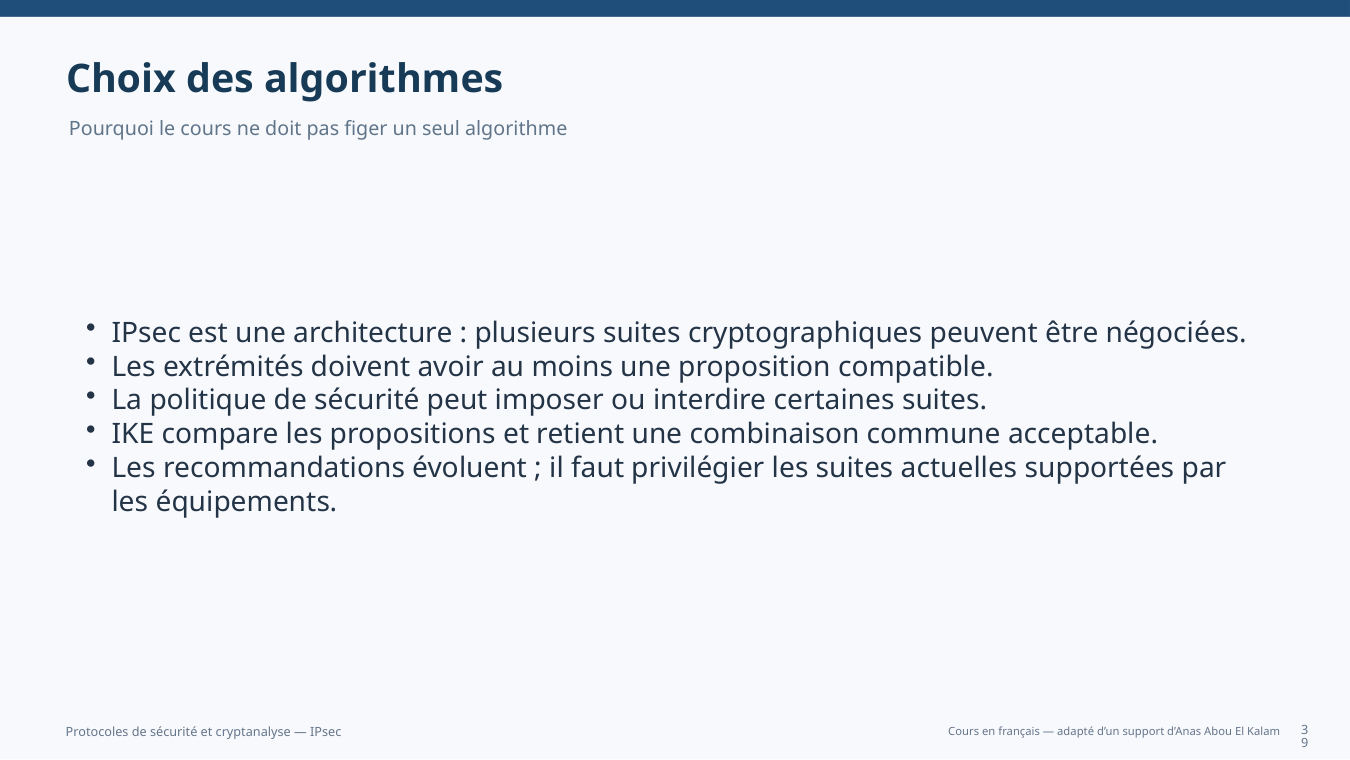 Choix des algorithmes
Pourquoi le cours ne doit pas figer un seul algorithme
• IPsec est une architecture : plusieurs suites cryptographiques peuvent être négociées.
• Les extrémités doivent avoir au moins une proposition compatible.
• La politique de sécurité peut imposer ou interdire certaines suites.
• IKE compare les propositions et retient une combinaison commune acceptable.
• Les recommandations évoluent ; il faut privilégier les suites actuelles supportées par
les équipements.
Protocoles de sécurité et cryptanalyse — IPsec
Cours en français — adapté d’un support d’Anas Abou El Kalam
3
9